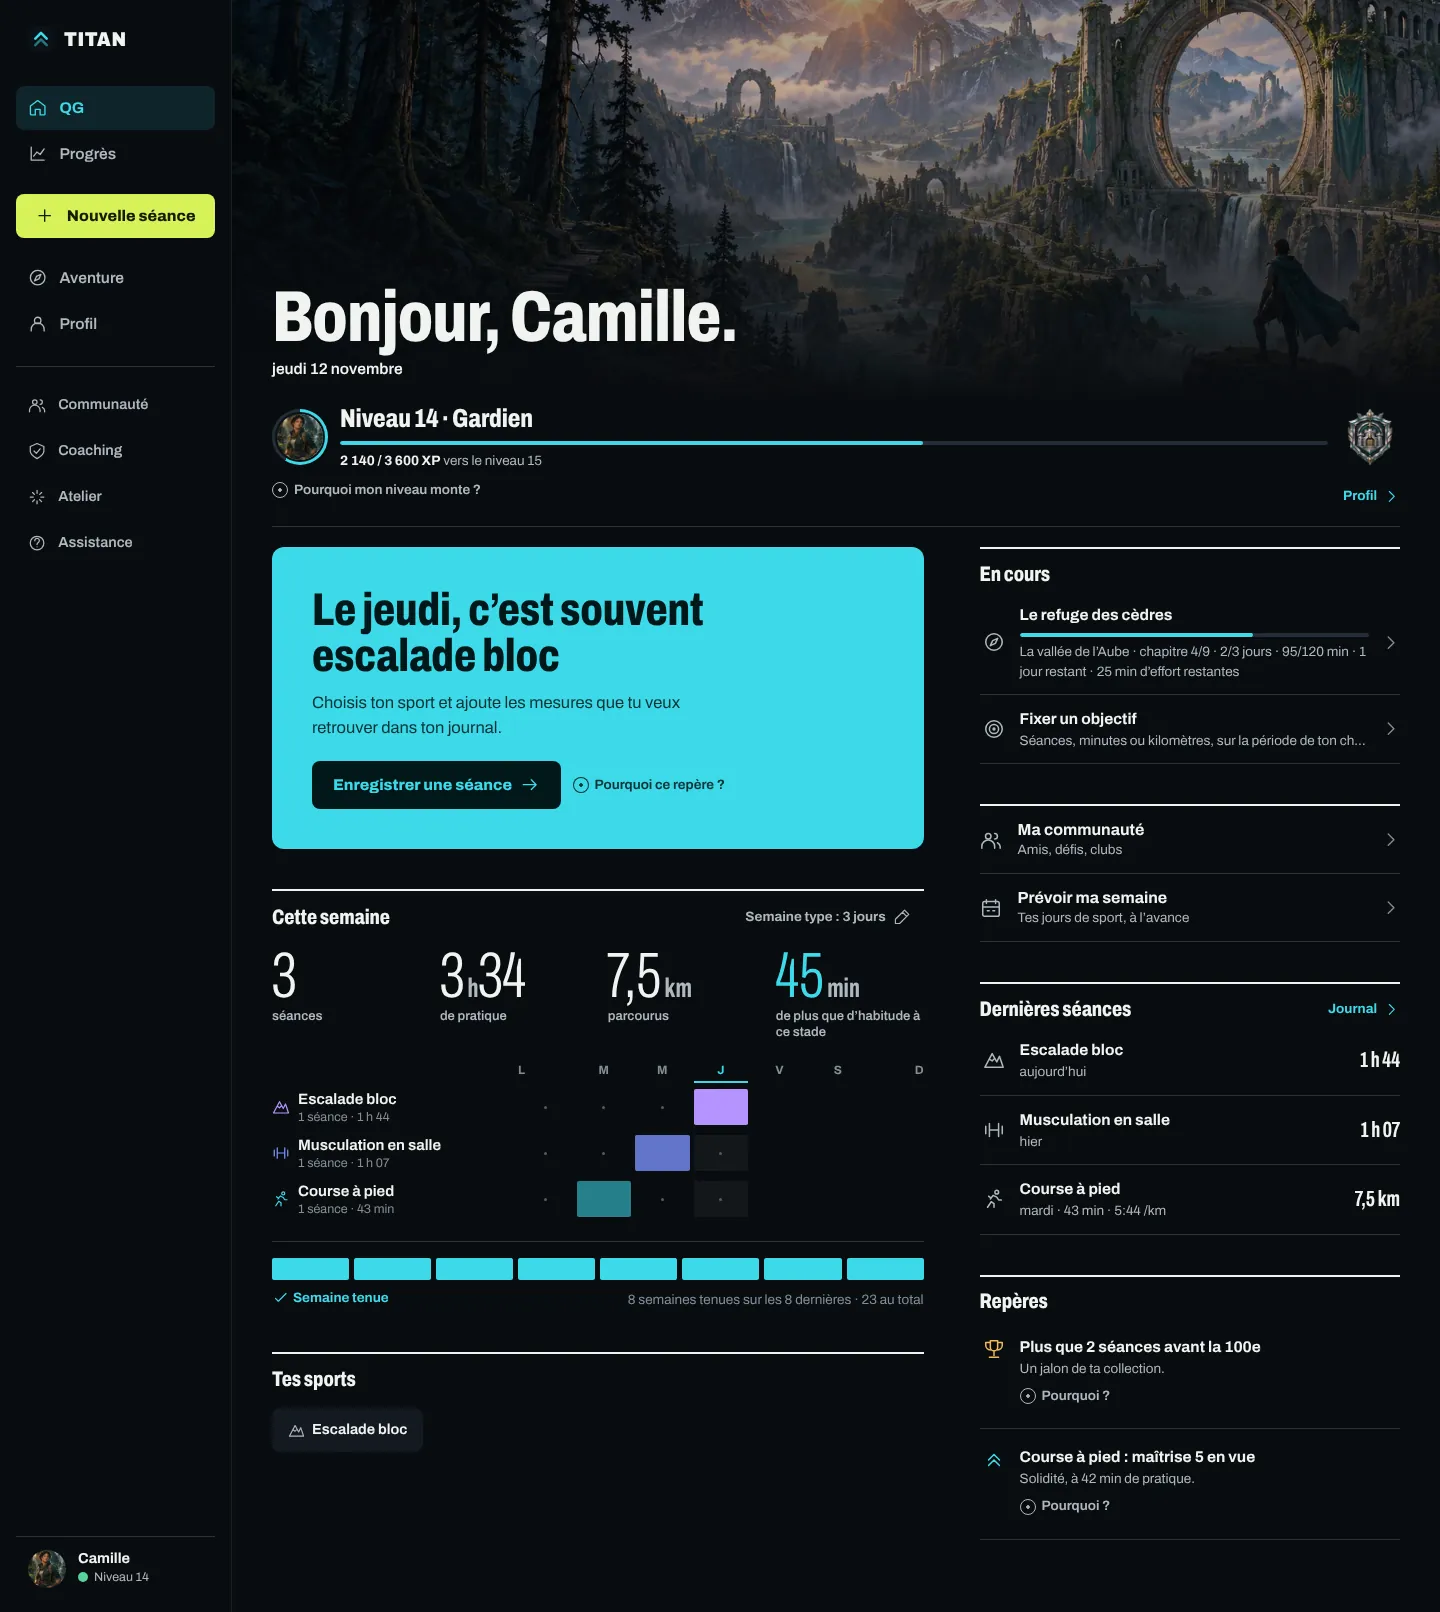 TITAN
QG
Progrès
Nouvelle séance
Aventure
Profil
Communauté
Coaching
Atelier
Assistance
Camille
Niveau 14
Bonjour, Camille.
jeudi 12 novembre
Niveau 14 · Gardien
2 140 / 3 600 XP vers le niveau 15
Pourquoi mon niveau monte ?
Profil
Le jeudi, c’est souvent
escalade bloc
Choisis ton sport et ajoute les mesures que tu veux
retrouver dans ton journal.
Enregistrer une séance
Pourquoi ce repère ?
Cette semaine
Semaine type : 3 jours
3
séances
3 h 34
de pratique
7,5 km
parcourus
45 min
de plus que d’habitude à
ce stade
L M M J V S D
Escalade bloc
1 séance · 1 h 44
Musculation en salle
1 séance · 1 h 07
Course à pied
1 séance · 43 min
Semaine tenue
8 semaines tenues sur les 8 dernières · 23 au total
Tes sports
Escalade bloc
En cours
Le refuge des cèdres
La vallée de l’Aube · chapitre 4/9 · 2/3 jours · 95/120 min · 1
jour restant · 25 min d’effort restantes
Fixer un objectif
Séances, minutes ou kilomètres, sur la période de ton ch…
Ma communauté
Amis, défis, clubs
Prévoir ma semaine
Tes jours de sport, à l’avance
Dernières séances
Journal
Escalade bloc
aujourd’hui
1 h 44
Musculation en salle
hier
1 h 07
Course à pied
mardi · 43 min · 5:44 /km
7,5 km
Repères
Plus que 2 séances avant la 100e
Un jalon de ta collection.
Pourquoi ?
Course à pied : maîtrise 5 en vue
Solidité, à 42 min de pratique.
Pourquoi ?